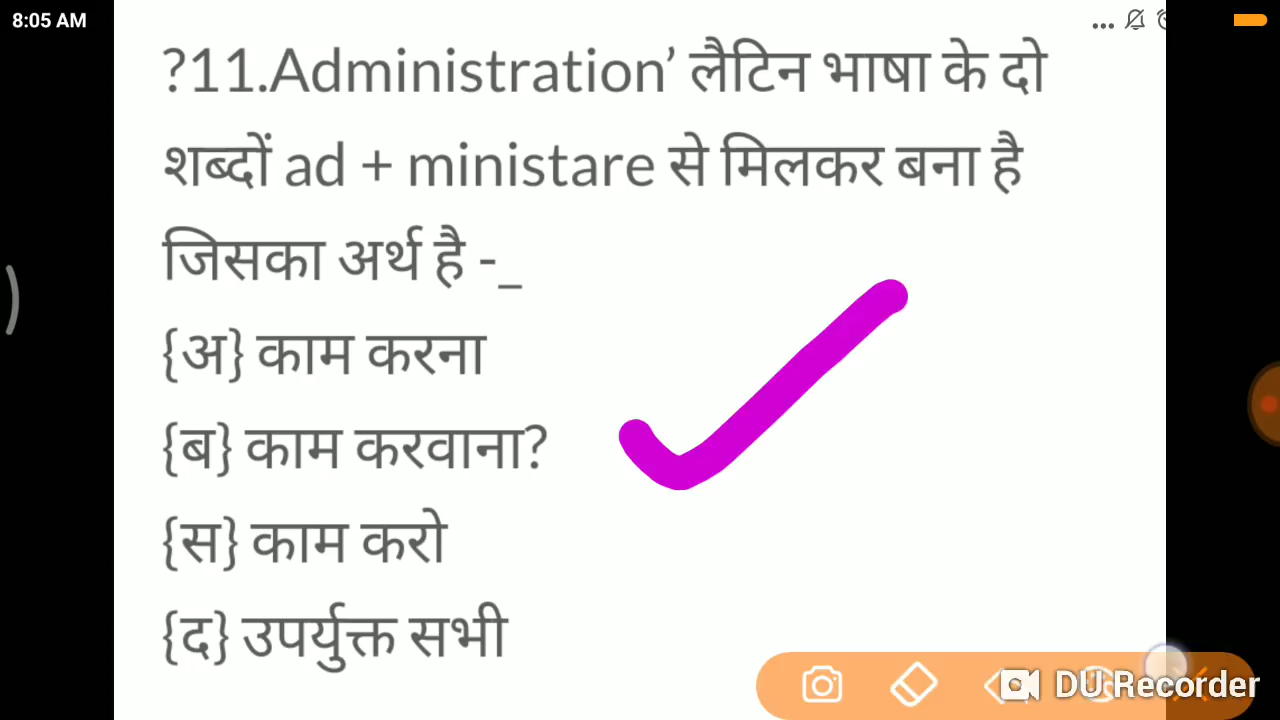 8:05 AM
?11.Administration’ लैटिन भाषा के दो
शब्दों ad + ministare से मिलकर बना है
जिसका अर्थ है -_
{अ} काम करना
{ब} काम करवाना?
{स} काम करो
{द} उपर्युक्त सभी
DU Recorder